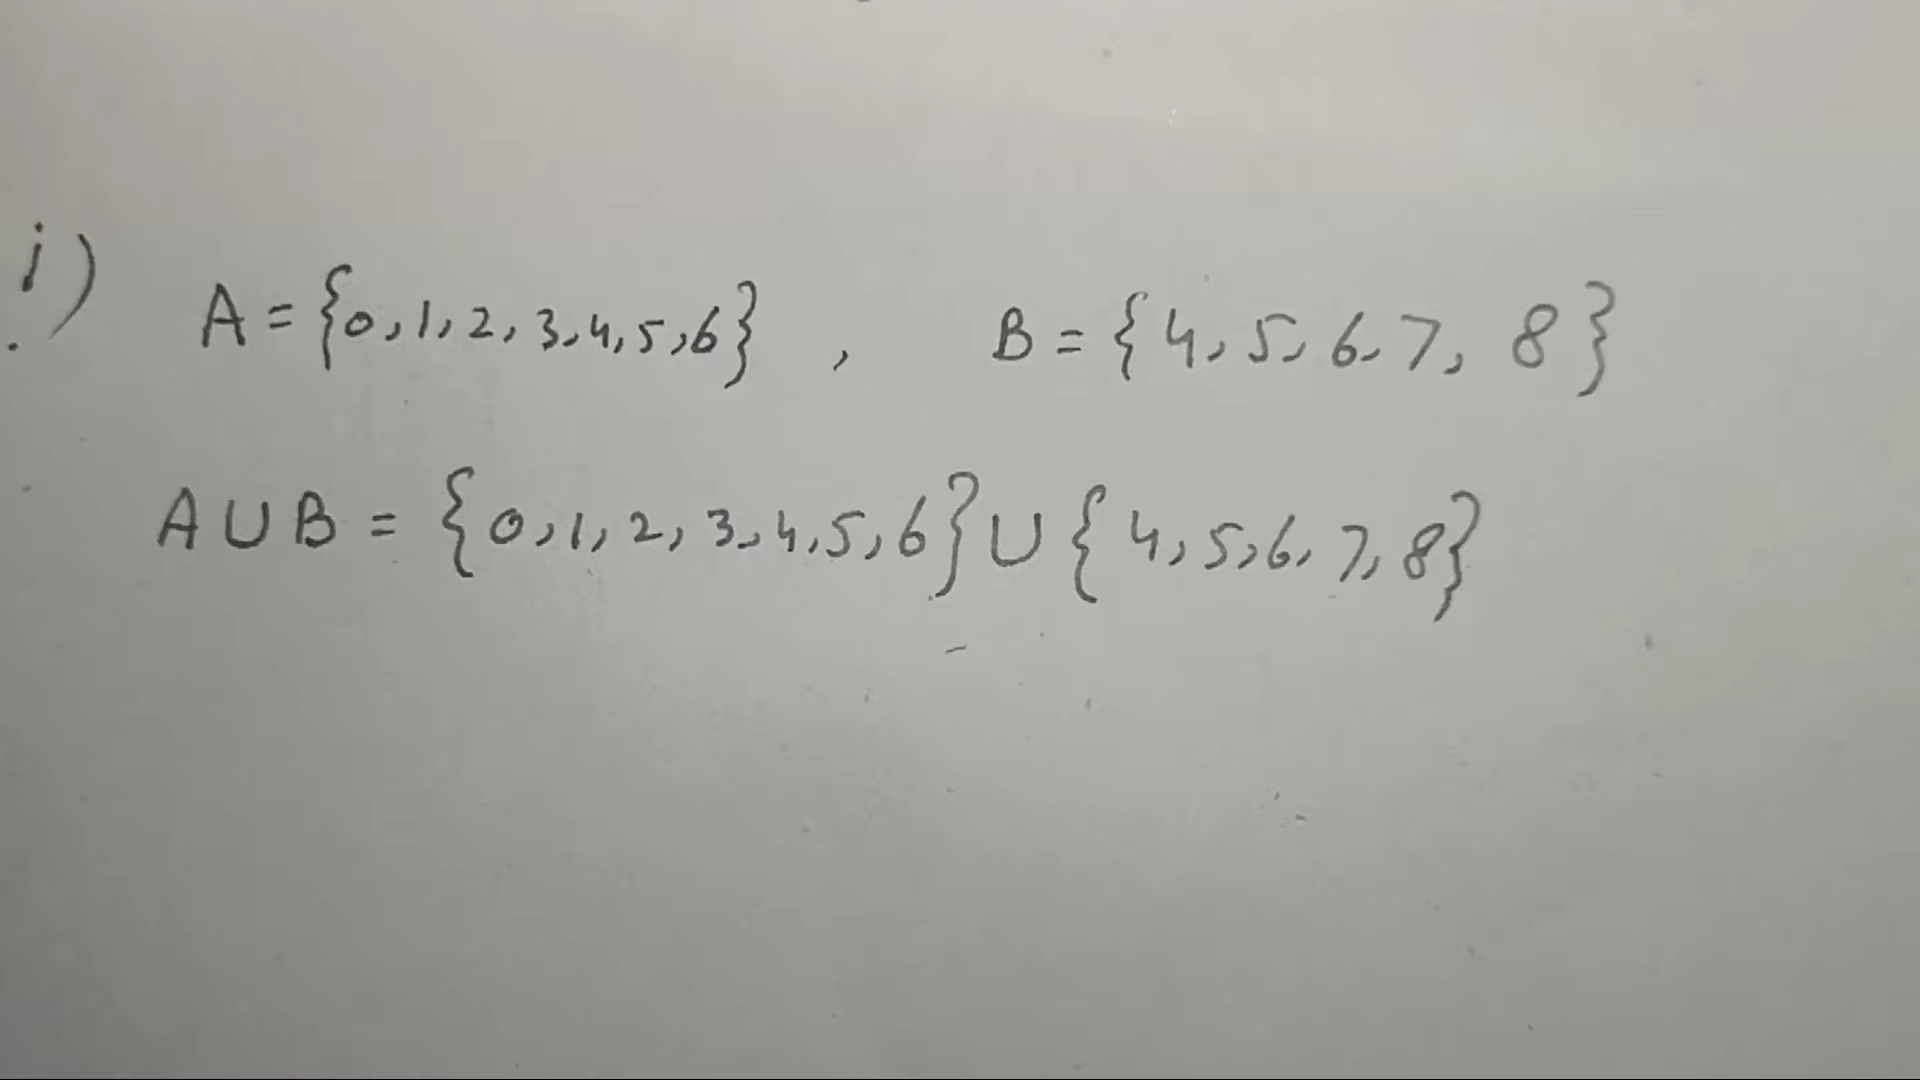 i) A = {0, 1, 2, 3, 4, 5, 6} , B = {4, 5, 6, 7, 8}
A ∪ B = {0, 1, 2, 3, 4, 5, 6} ∪ {4, 5, 6, 7, 8}